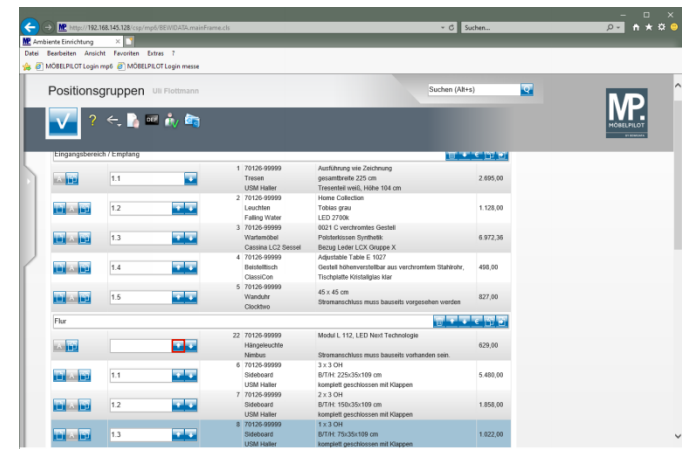 http://192.168.145.128/csp/mp6/BEWIDATA.mainFrame.cls
Suchen...
Ambiente Einrichtung
Datei Bearbeiten Ansicht Favoriten Extras ?
MÖBELPILOT Login mp6 MÖBELPILOT Login messe
Positionsgruppen Uli Flottmann
Suchen (Alt+s)
MP.
MÖBELPILOT
Eingangsbereich / Empfang
1 70126-99999 Ausführung wie Zeichnung
1.1 Tresen gesamtbreite 225 cm 2.895,00
USM Haller Tresenteil weiß, Höhe 104 cm
2 70126-99999 Home Collection
1.2 Leuchten Tobias grau 1.128,00
Falling Water LED 2790k
3 70126-99999 0021 C verchromtes Gestell
1.3 Wartemöbel Polsterkissen Synthetik 6.972,36
Cassina LC2 Sessel Bezug Leder LCX Gruppe X
4 70126-99999 Adjustable Table E 1027
1.4 Beistelltisch Gestell höhenverstellbar aus verchromtem Stahlrohr, 498,00
ClassiCon Tischplatte Kristallglas klar
5 70126-99999 45 x 45 cm
1.5 Wanduhr Stromanschluss muss bauseits vorgesehen werden 827,00
Clocktwo
Flur
22 70126-99999 Modul L 112, LED Next Technologie
Hängeleuchte 629,00
Nimbus Stromanschluss muss bauseits vorhanden sein.
6 70126-99999 3 x 3 OH
1.1 Sideboard B/T/H: 225x35x109 cm 5.480,00
USM Haller komplett geschlossen mit Klappen
7 70126-99999 2 x 3 OH
1.2 Sideboard B/T/H: 150x35x109 cm 1.858,00
USM Haller komplett geschlossen mit Klappen
8 70126-99999 1 x 3 OH
1.3 Sideboard B/T/H: 75x35x109 cm 1.822,00
USM Haller komplett geschlossen mit Klappen